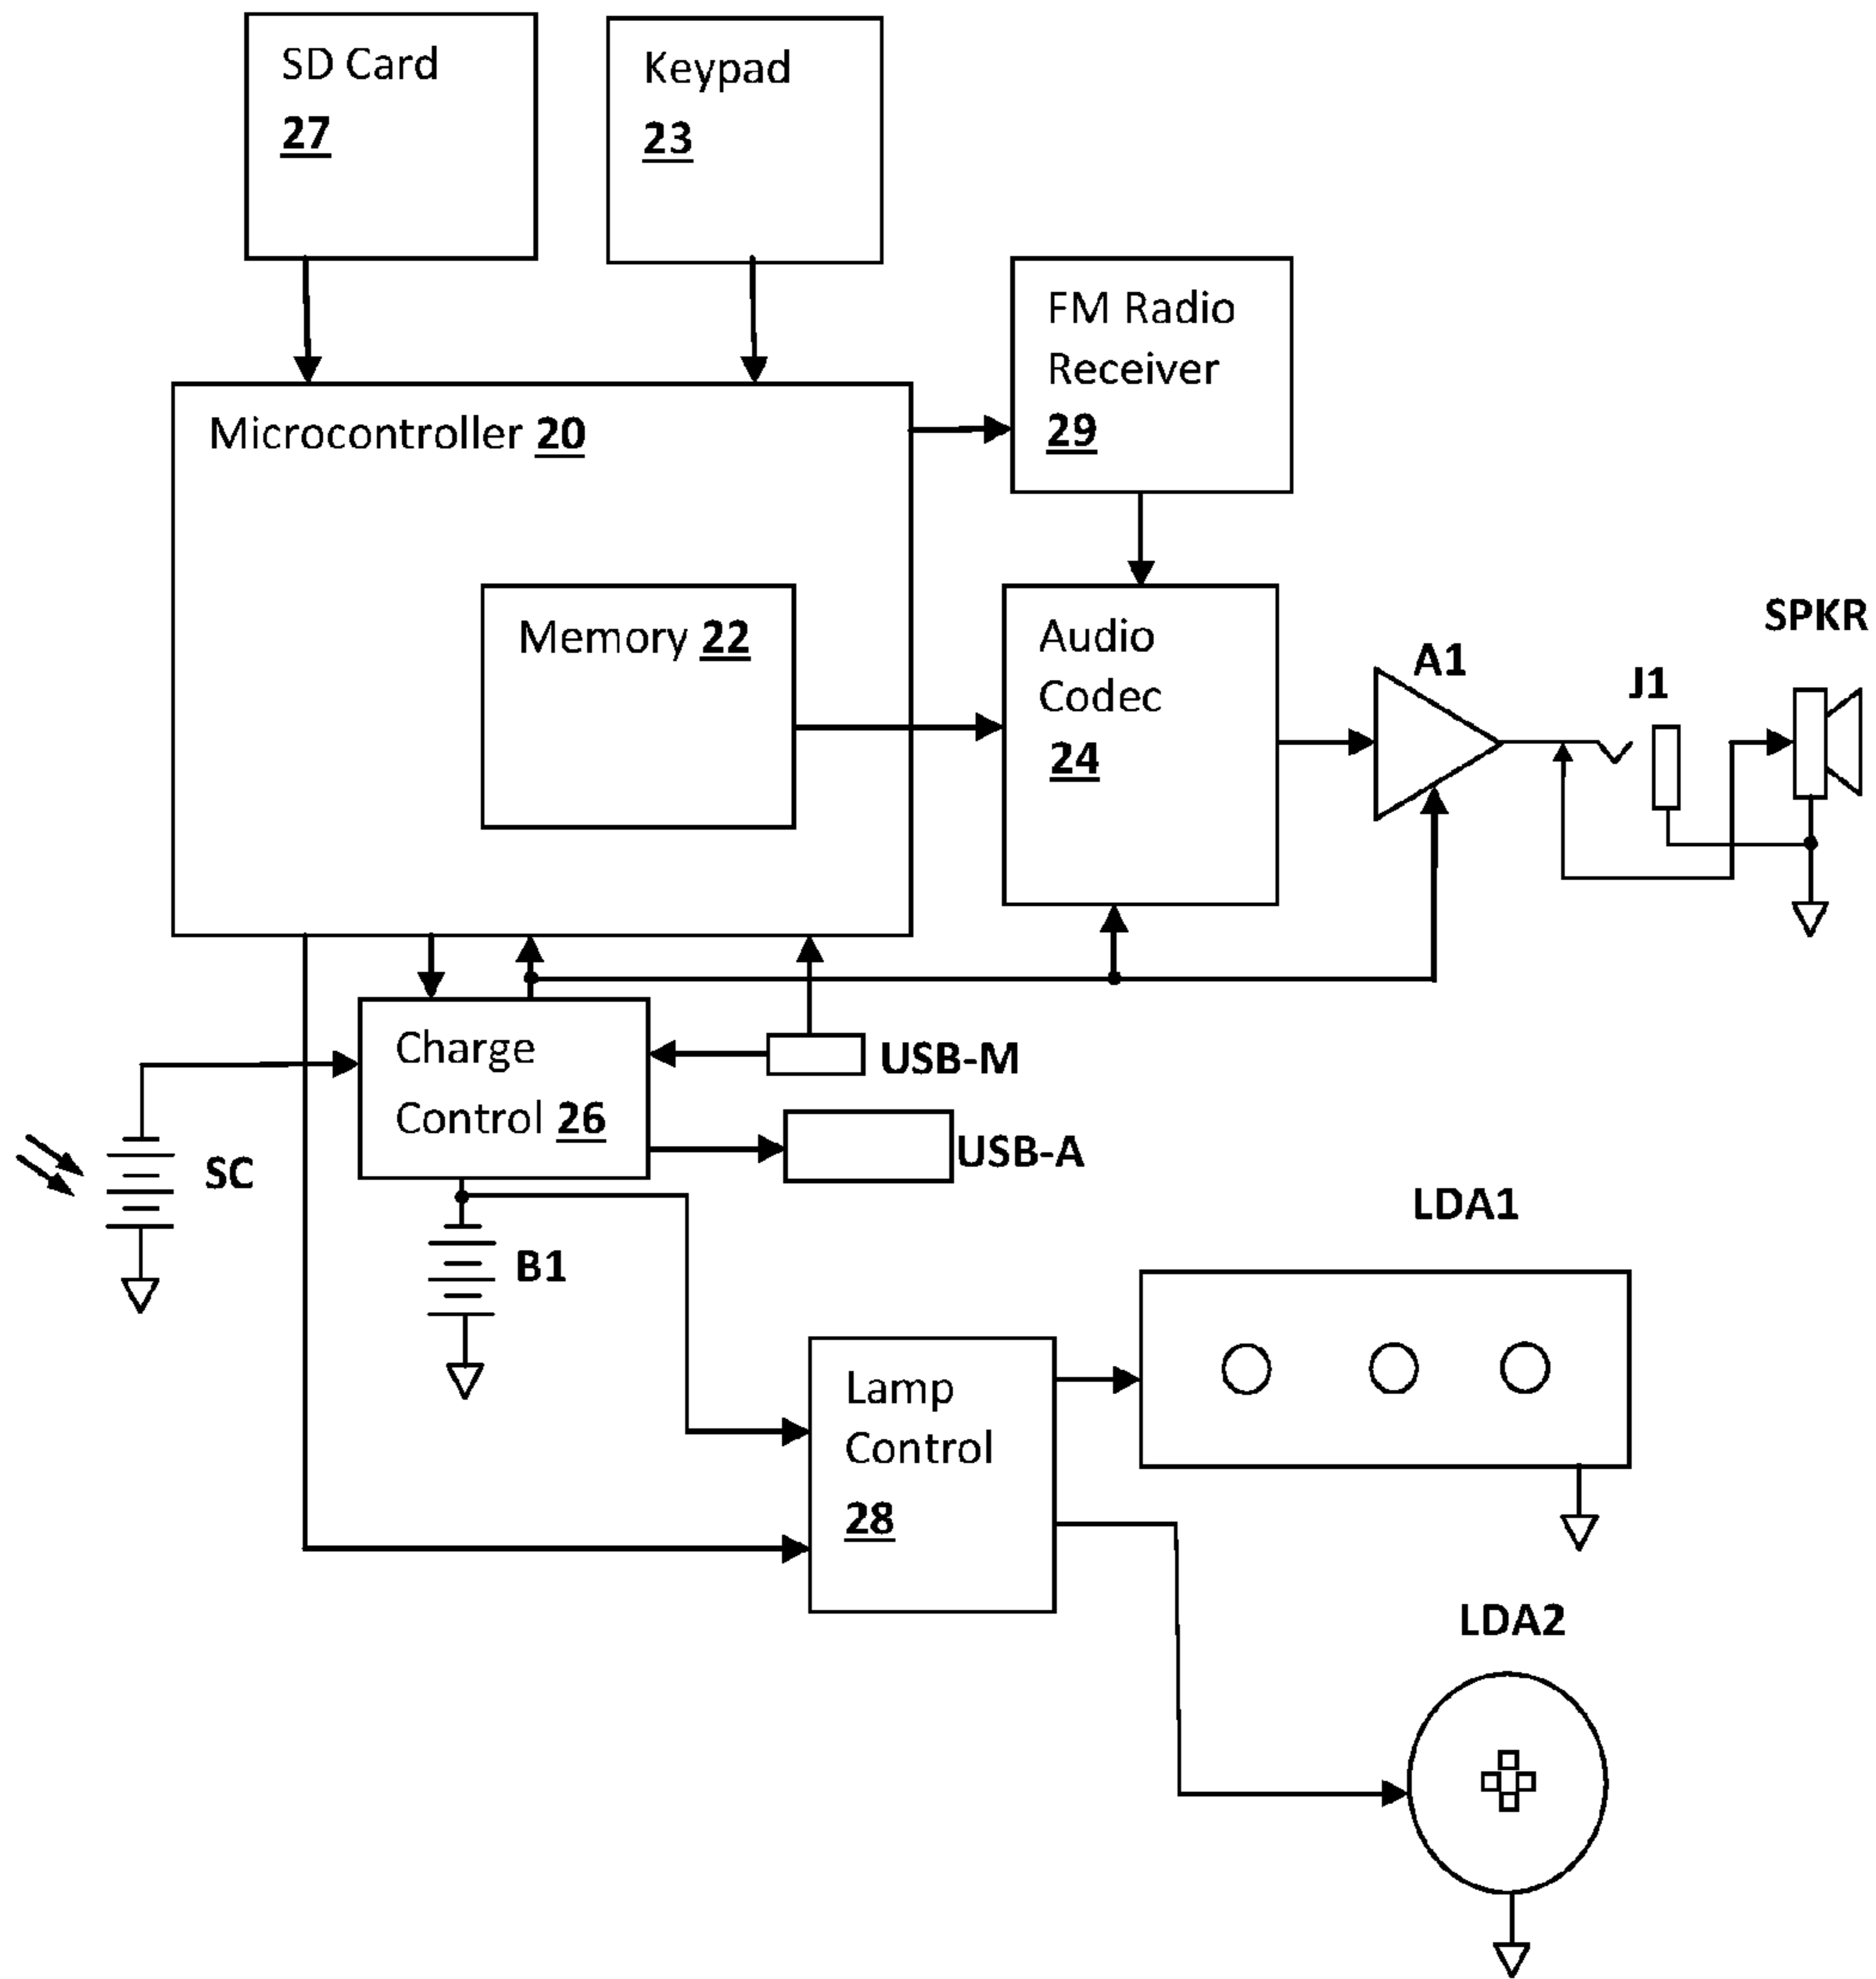 SD Card
27
Keypad
23
FM Radio
Receiver
29
Microcontroller 20
Memory 22
Audio
Codec
24
A1
J1
SPKR
Charge
Control 26
USB-M
USB-A
SC
B1
LDA1
Lamp
Control
28
LDA2